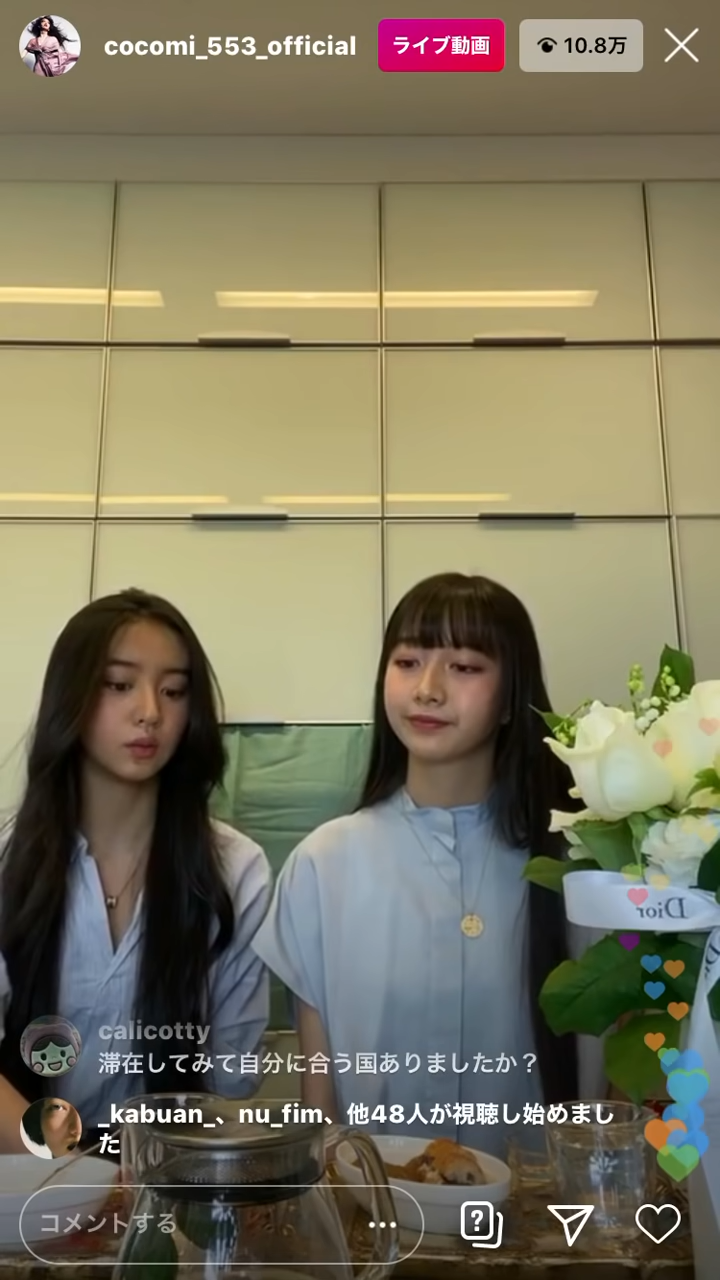 cocomi_553_official
ライブ動画
10.8万
Dior
calicotty
滞在してみて自分に合う国ありましたか？
_kabuan_、nu_fim、他48人が視聴し始めまし
た
コメントする